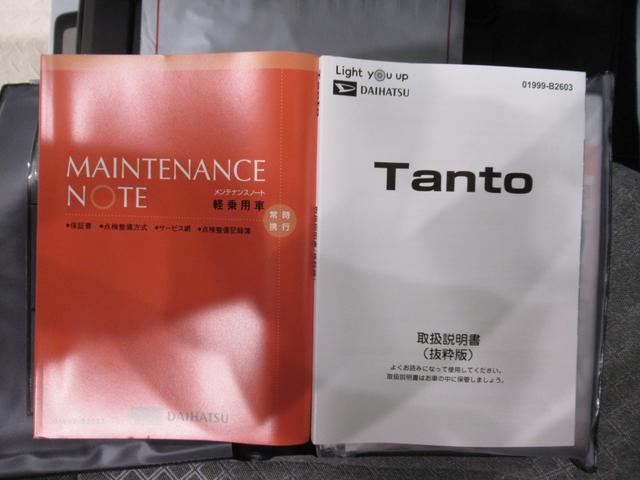 MAINTENANCE
NOTE
メンテナンスノート
軽乗用車
常時
携行
●保証書 ●点検整備方式 ●サービス網 ●点検整備記録簿
DAIHATSU
Tanto
Light you up
DAIHATSU
01999-B2603
Tanto
取扱説明書
(抜粋版)
よくお読みになって使用してください。
取扱説明書はお車の中に保管しましょう。